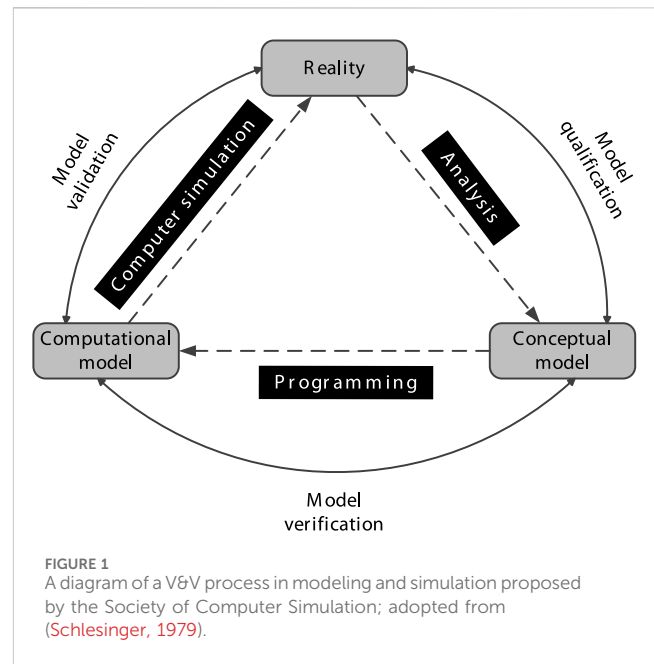 Reality
Model
validation
Computer simulation
Analysis
Model
qualification
Computational
model
Conceptual
model
Programming
Model
verification
FIGURE 1
A diagram of a V&V process in modeling and simulation proposed
by the Society of Computer Simulation; adopted from
(Schlesinger, 1979).